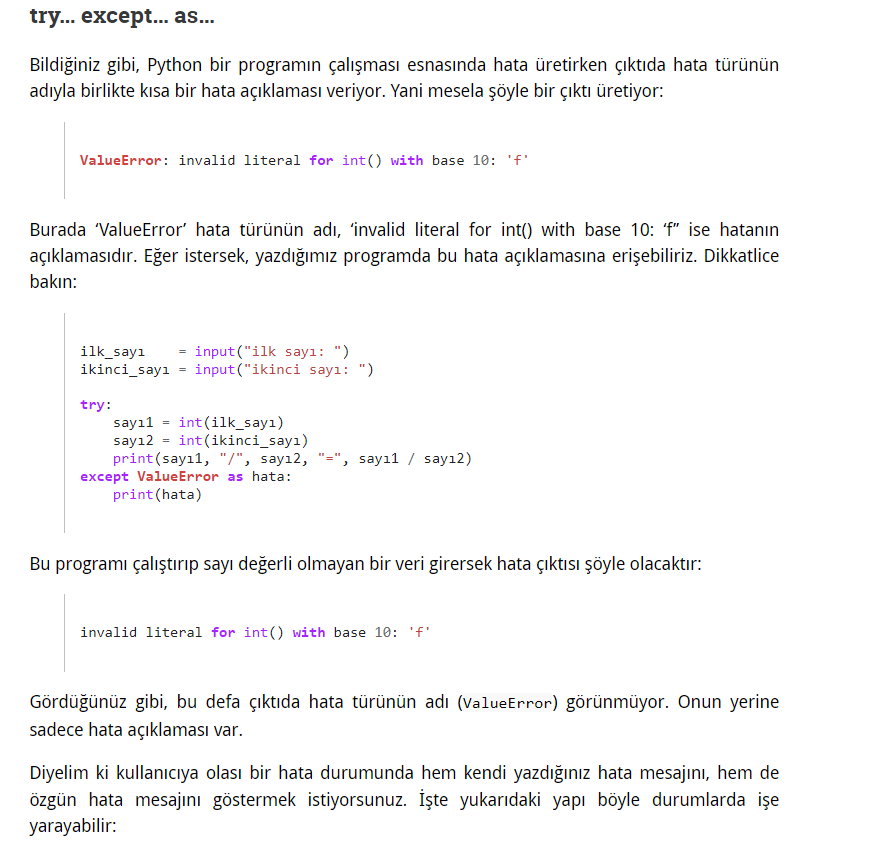 try... except... as...
Bildiğiniz gibi, Python bir programın çalışması esnasında hata üretirken çıktıda hata türünün
adıyla birlikte kısa bir hata açıklaması veriyor. Yani mesela şöyle bir çıktı üretiyor:
ValueError: invalid literal for int() with base 10: 'f'
Burada ‘ValueError’ hata türünün adı, ‘invalid literal for int() with base 10: ‘f’’ ise hatanın
açıklamasıdır. Eğer istersek, yazdığımız programda bu hata açıklamasına erişebiliriz. Dikkatlice
bakın:
ilk_sayı    = input("ilk sayı: ")
ikinci_sayı = input("ikinci sayı: ")
try:
    sayı1 = int(ilk_sayı)
    sayı2 = int(ikinci_sayı)
    print(sayı1, "/", sayı2, "=", sayı1 / sayı2)
except ValueError as hata:
    print(hata)
Bu programı çalıştırıp sayı değerli olmayan bir veri girersek hata çıktısı şöyle olacaktır:
invalid literal for int() with base 10: 'f'
Gördüğünüz gibi, bu defa çıktıda hata türünün adı (ValueError) görünmüyor. Onun yerine
sadece hata açıklaması var.
Diyelim ki kullanıcıya olası bir hata durumunda hem kendi yazdığınız hata mesajını, hem de
özgün hata mesajını göstermek istiyorsunuz. İşte yukarıdaki yapı böyle durumlarda işe
yarayabilir: